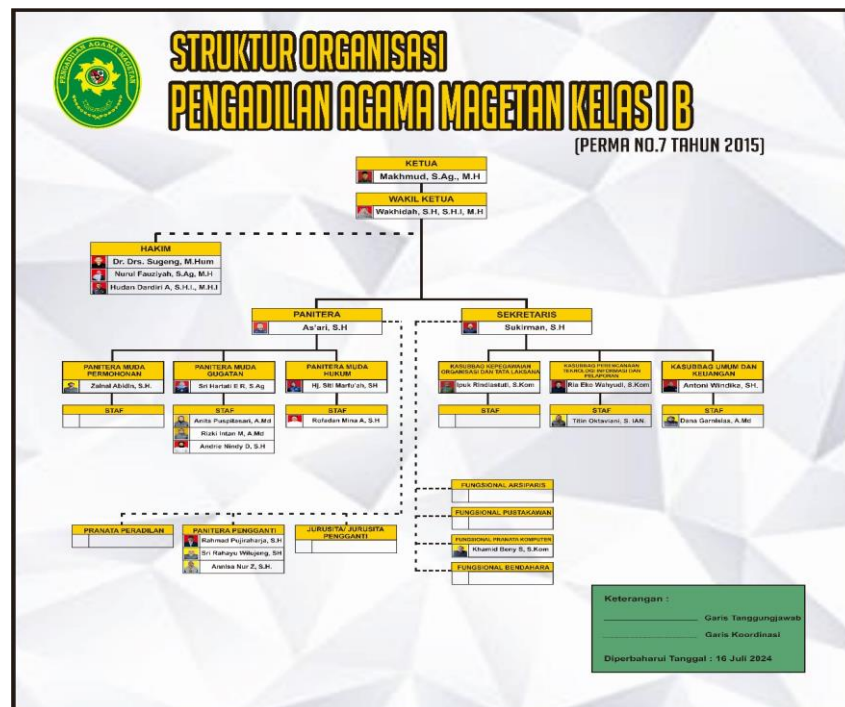 PENGADILAN AGAMA MAGETAN
STRUKTUR ORGANISASI
PENGADILAN AGAMA MAGETAN KELAS I B
(PERMA NO.7 TAHUN 2015)
KETUA
Makhmud, S.Ag., M.H
WAKIL KETUA
Wakhidah, S.H, S.H.I, M.H
HAKIM
Dr. Drs. Sugeng, M.Hum
Nurul Fauziyah, S.Ag, M.H
Hudan Dardiri A, S.H.I., M.H.I
PANITERA
As'ari, S.H
SEKRETARIS
Sukirman, S.H
PANITERA MUDA
PERMOHONAN
Zainal Abidin, S.H.
STAF
PANITERA MUDA
GUGATAN
Sri Hartati E R, S.Ag
STAF
Anita Puspitasari, A.Md
Rizki Intan M, A.Md
Andrie Nindy D, S.H
PANITERA MUDA
HUKUM
Hj. Siti Marfu'ah, SH
STAF
Rofadan Mina A, S.H
KASUBBAG KEPEGAWAIAN
ORGANISASI DAN TATA LAKSANA
Ipuk Rindiastuti, S.Kom
STAF
KASUBBAG PERENCANAAN
TEKNOLOGI INFORMASI DAN
PELAPORAN
Ria Eko Wahyudi, S.Kom
STAF
Titin Oktaviani, S. IAN.
KASUBBAG UMUM DAN
KEUANGAN
Antoni Windika, SH.
STAF
Dana A.Md
PRANATA PERADILAN
PANITERA PENGGANTI
Rahmad Pujiraharja, S.H
Sri Rahayu Wilujeng, SH
Annisa Nur Z, S.H.
JURUSITA/ JURUSITA
PENGGANTI
FUNGSIONAL ARSIPARIS
FUNGSIONAL PUSTAKAWAN
FUNGSIONAL PRANATA KOMPUTER
Khamid Beny S, S.Kom
FUNGSIONAL BENDAHARA
Keterangan :
Garis Tanggungjawab
Garis Koordinasi
Diperbaharui Tanggal : 16 Juli 2024